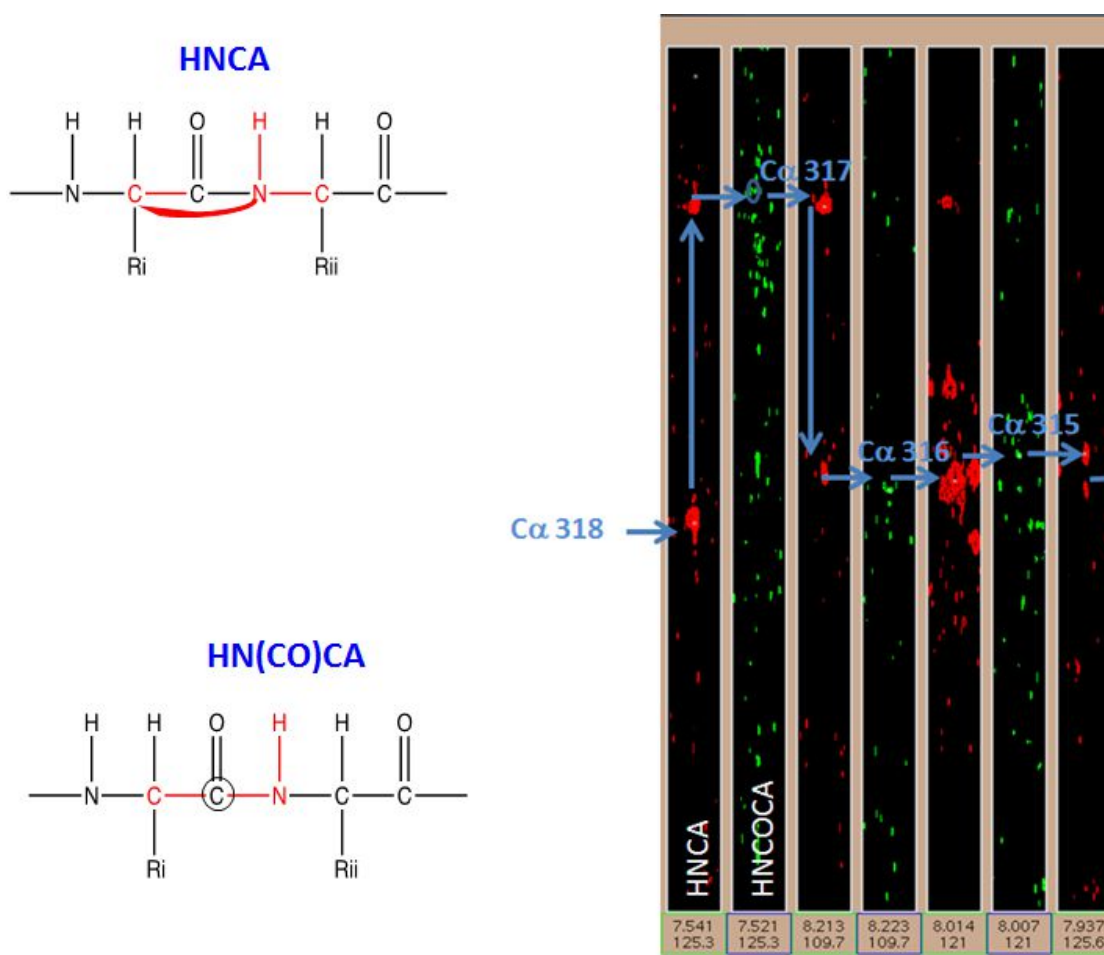 HNCA
H H O H H O
N C C N C C
Ri Rii
HN(CO)CA
H H O H H O
N C C N C C
Ri Rii
Cα 318
Cα 317
Cα 316
Cα 315
HNCA
HNCOCA
7.541 7.521 8.213 8.223 8.014 8.007 7.937
125.3 125.3 109.7 109.7 121 121 125.6